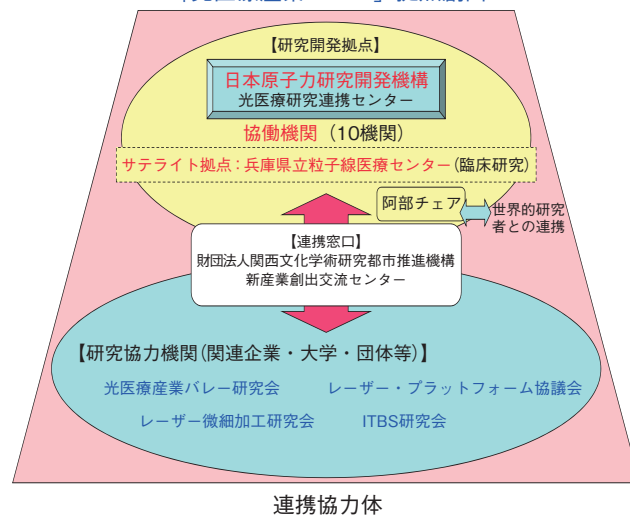 【研究開発拠点】
日本原子力研究開発機構
光医療研究連携センター
協働機関（10機関）
サテライト拠点：兵庫県立粒子線医療センター(臨床研究)
阿部チェア
世界的研究
者との連携
【連携窓口】
財団法人関西文化学術研究都市推進機構
新産業創出交流センター
【研究協力機関(関連企業・大学・団体等)】
光医療産業バレー研究会
レーザー・プラットフォーム協議会
レーザー微細加工研究会
ITBS研究会
連携協力体